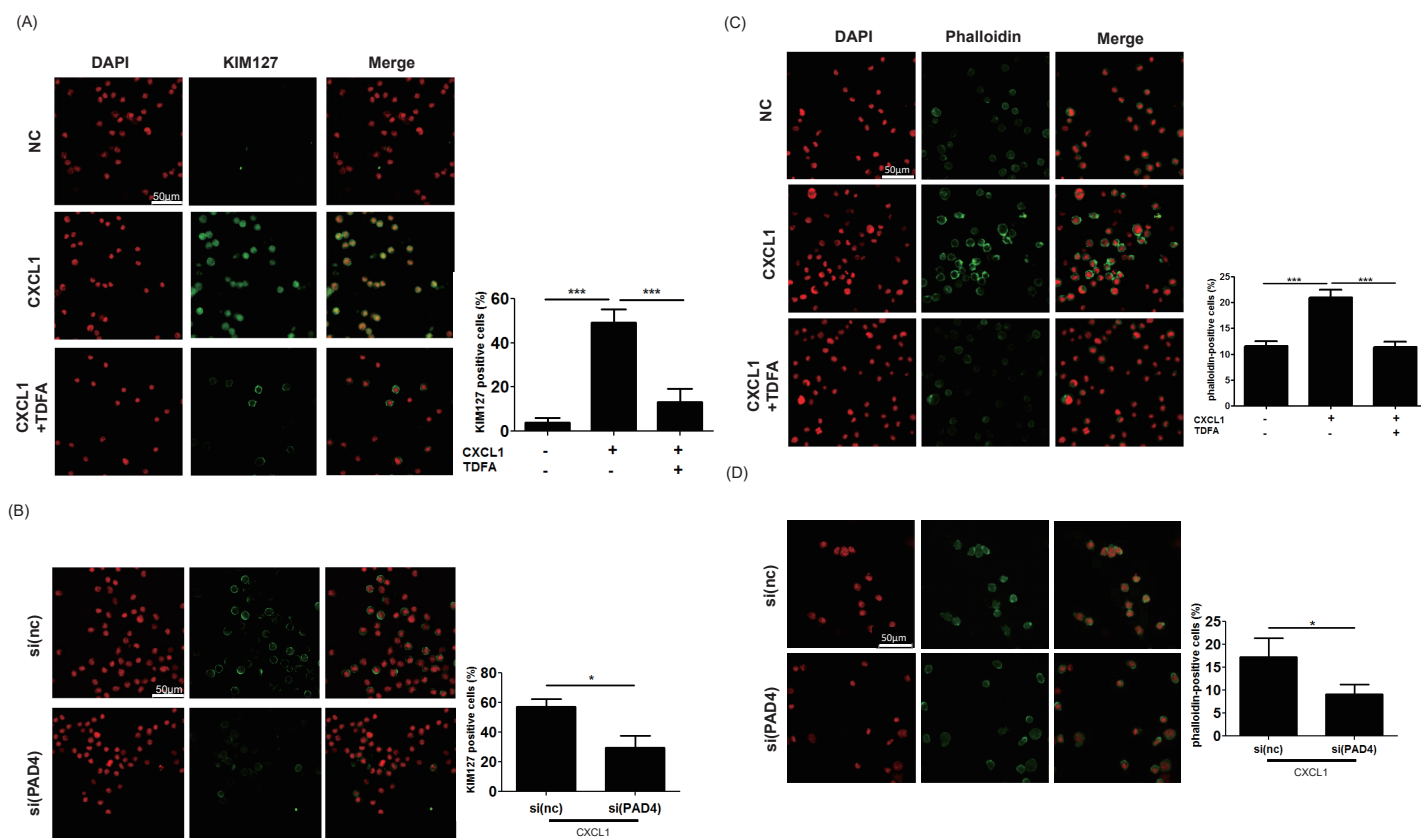 (A)
DAPI KIM127 Merge
NC
50μm
CXCL1
CXCL1
+TDFA
KIM127 positive cells (%)
60
40
20
0
*** ***
CXCL1 - + +
TDFA - - +
(B)
si(nc)
50μm
si(PAD4)
KIM127 positive cells (%)
80
60
40
20
0
*
si(nc) si(PAD4)
CXCL1
(C)
DAPI Phalloidin Merge
NC
50μm
CXCL1
CXCL1
+TDFA
phalloidin-positive cells (%)
25
20
15
10
5
0
*** ***
CXCL1 - + +
TDFA - - +
(D)
si(nc)
50μm
si(PAD4)
phalloidin-positive cells (%)
25
20
15
10
5
0
*
si(nc) si(PAD4)
CXCL1